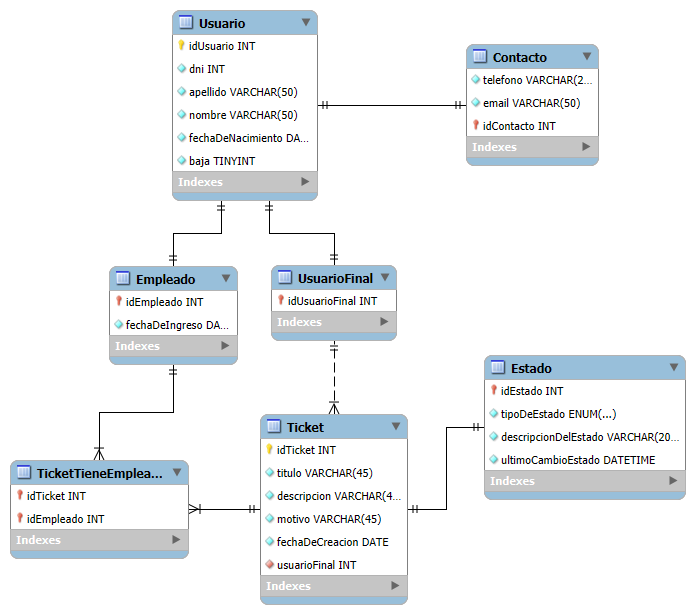 Usuario
idUsuario INT
dni INT
apellido VARCHAR(50)
nombre VARCHAR(50)
fechaDeNacimiento DA...
baja TINYINT
Indexes
Contacto
telefono VARCHAR(2...
email VARCHAR(50)
idContacto INT
Indexes
Empleado
idEmpleado INT
fechaDeIngreso DA...
Indexes
UsuarioFinal
idUsuarioFinal INT
Indexes
Estado
idEstado INT
tipoDeEstado ENUM(...)
descripcionDelEstado VARCHAR(20...
ultimoCambioEstado DATETIME
Indexes
Ticket
idTicket INT
titulo VARCHAR(45)
descripcion VARCHAR(4...
motivo VARCHAR(45)
fechaDeCreacion DATE
usuarioFinal INT
Indexes
TicketTieneEmplea...
idTicket INT
idEmpleado INT
Indexes